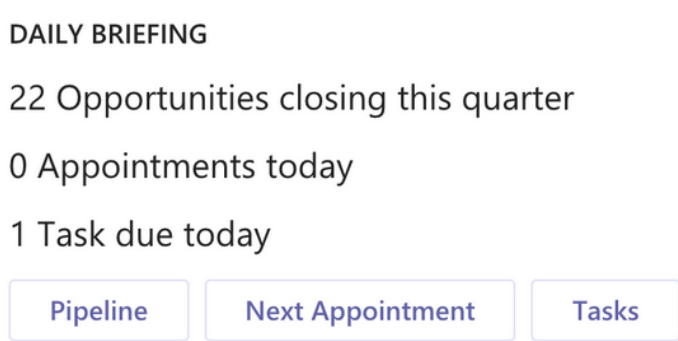 DAILY BRIEFING
22 Opportunities closing this quarter
0 Appointments today
1 Task due today
Pipeline Next Appointment Tasks